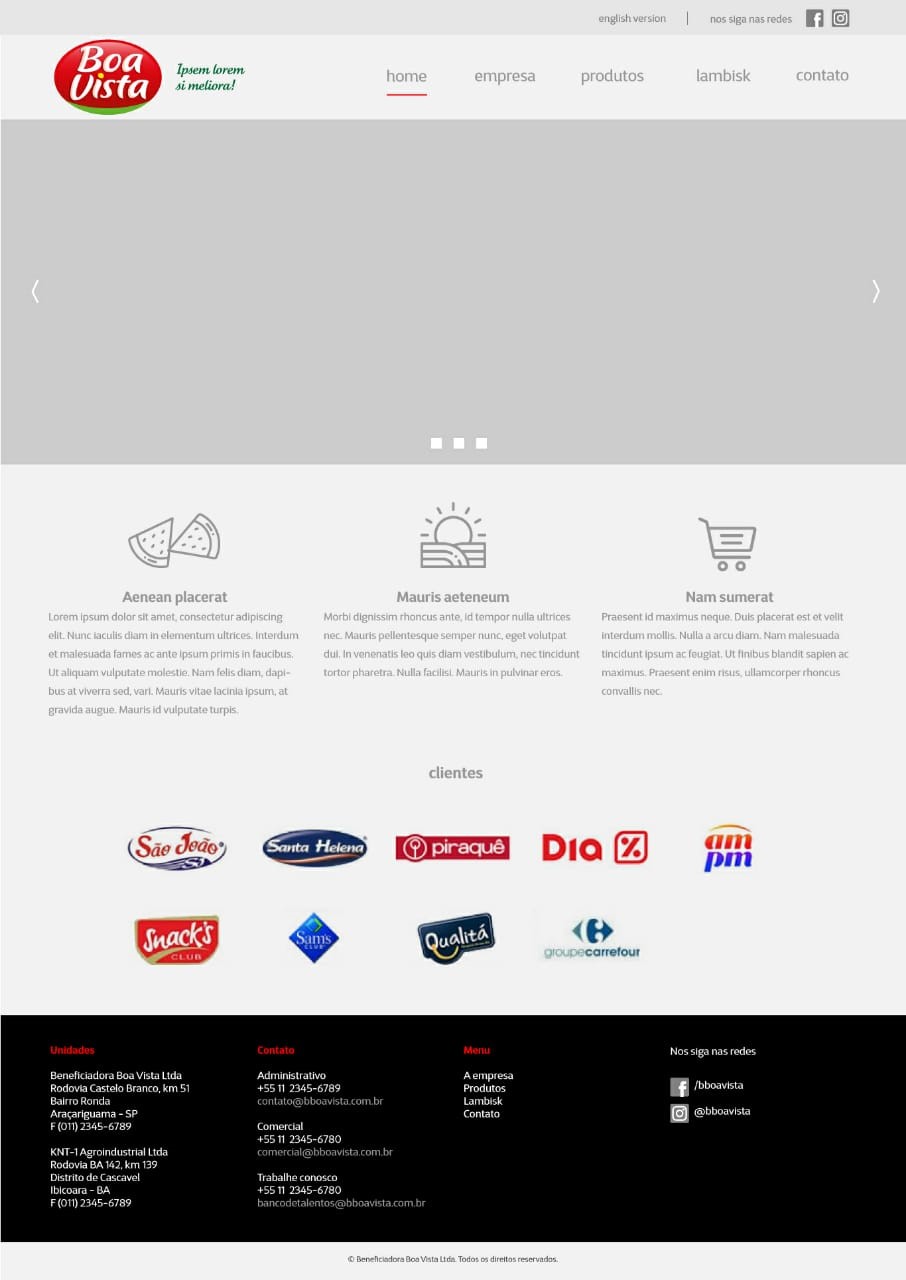 english version | nos siga nas redes
Boa Vista
Ipsem lorem
si meliora!
home empresa produtos lambisk contato
Aenean placerat
Lorem ipsum dolor sit amet, consectetur adipiscing
elit. Nunc iaculis diam in elementum ultrices. Interdum
et malesuada fames ac ante ipsum primis in faucibus.
Ut aliquam vulputate molestie. Nam felis diam, dapi-
bus at viverra sed, vari. Mauris vitae lacinia ipsum, at
gravida augue. Mauris id vulputate turpis.
Mauris aeteneum
Morbi dignissim rhoncus ante, id tempor nulla ultrices
nec. Mauris pellentesque semper nunc, eget volutpat
dui. In venenatis leo quis diam vestibulum, nec tincidunt
tortor pharetra. Nulla facilisi. Mauris in pulvinar eros.
Nam sumerat
Praesent id maximus neque. Duis placerat est et velit
interdum mollis. Nulla a arcu diam. Nam malesuada
tincidunt ipsum ac feugiat. Ut finibus blandit sapien ac
maximus. Praesent enim risus, ullamcorper rhoncus
convallis nec.
clientes
São João SJ
Santa Helena
piraquê
Dia %
am pm
Snack's CLUB
Sam's CLUB
Qualitá
groupecarrefour
Unidades
Beneficiadora Boa Vista Ltda
Rodovia Castelo Branco, km 51
Bairro Ronda
Araçariguama - SP
F (011) 2345-6789
KNT-1 Agroindustrial Ltda
Rodovia BA 142, km 139
Distrito de Cascavel
Ibicoara - BA
F (011) 2345-6789
Contato
Administrativo
+55 11 2345-6789
contato@bboavista.com.br
Comercial
+55 11 2345-6780
comercial@bboavista.com.br
Trabalhe conosco
+55 11 2345-6780
bancodetalentos@bboavista.com.br
Menu
A empresa
Produtos
Lambisk
Contato
Nos siga nas redes
/bboavista
@bboavista
© Beneficiadora Boa Vista Ltda. Todos os direitos reservados.